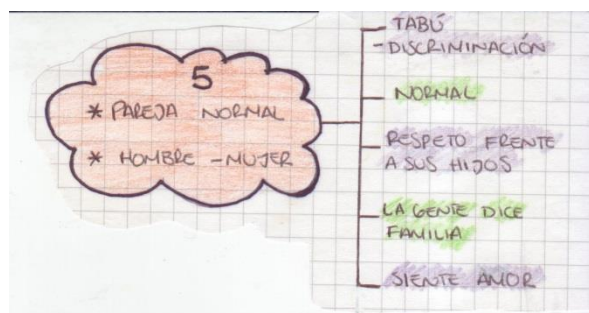 5
* PAREJA NORMAL
* HOMBRE - MUJER
TABÚ
- DISCRIMINACIÓN
NORMAL
RESPETO FRENTE
A SUS HIJOS
LA GENTE DICE
FAMILIA
SIENTE AMOR